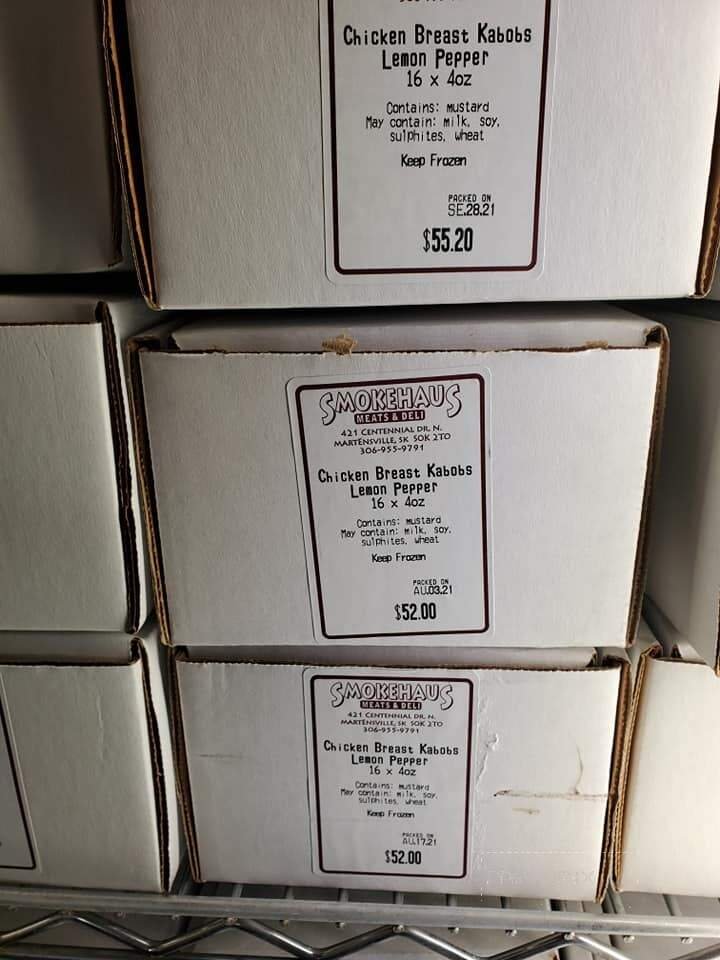 Chicken Breast Kabobs
Lemon Pepper
16 x 4oz
Contains: mustard
May contain: milk, soy,
sulphites, wheat
Keep Frozen
PACKED ON
SE.28.21
$55.20
SMOKEHAUS
MEATS & DELI
421 CENTENNIAL DR. N.
MARTENSVILLE, SK S0K 2T0
306-955-9791
Chicken Breast Kabobs
Lemon Pepper
16 x 4oz
Contains: mustard
May contain: milk, soy,
sulphites, wheat
Keep Frozen
PACKED ON
AU.03.21
$52.00
SMOKEHAUS
MEATS & DELI
421 CENTENNIAL DR. N.
MARTENSVILLE, SK S0K 2T0
306-955-9791
Chicken Breast Kabobs
Lemon Pepper
16 x 4oz
Contains: mustard
May contain: milk, soy,
sulphites, wheat
Keep Frozen
PACKED ON
AU.17.21
$52.00